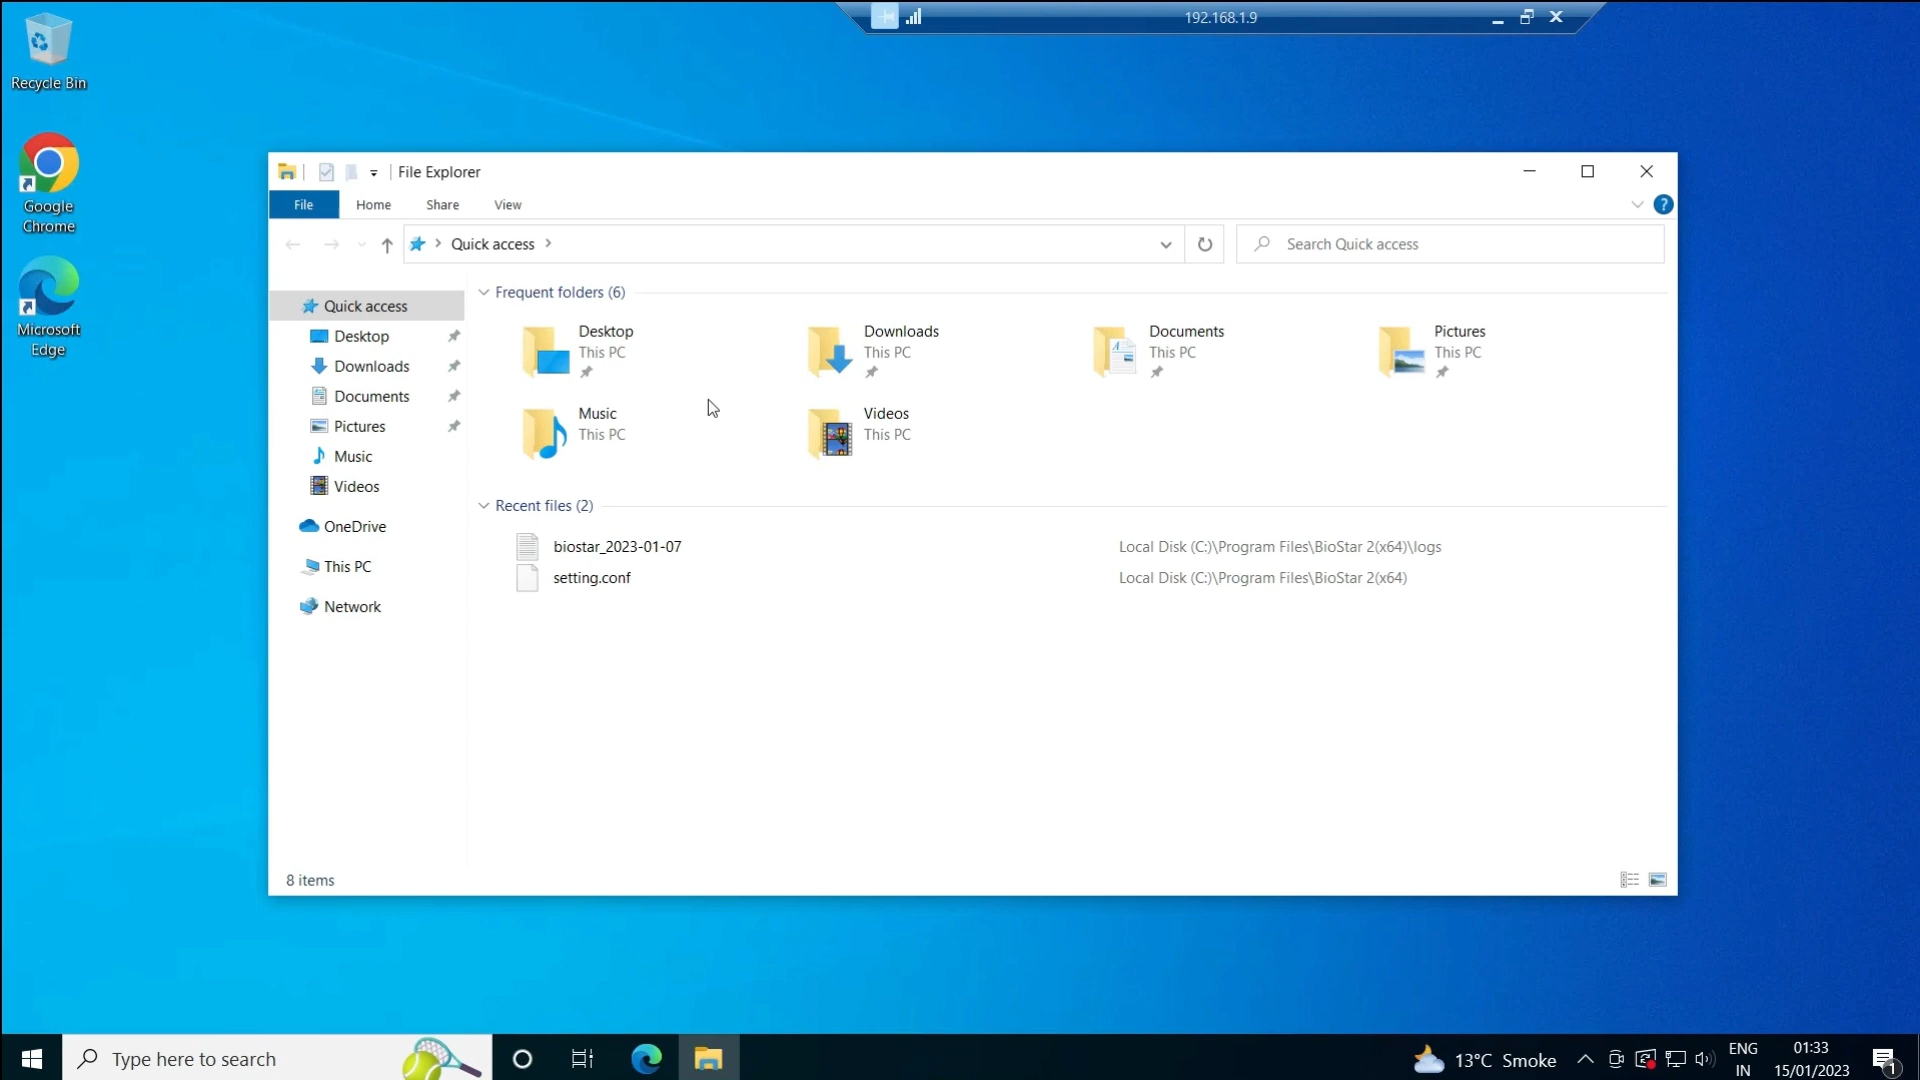 192.168.1.9
Recycle Bin
Google
Chrome
Microsoft
Edge
File Explorer
File Home Share View
Quick access
Search Quick access
Quick access
Desktop
Downloads
Documents
Pictures
Music
Videos
OneDrive
This PC
Network
Frequent folders (6)
Desktop
This PC
Downloads
This PC
Documents
This PC
Pictures
This PC
Music
This PC
Videos
This PC
Recent files (2)
biostar_2023-01-07 Local Disk (C:)\Program Files\BioStar 2(x64)\logs
setting.conf Local Disk (C:)\Program Files\BioStar 2(x64)
8 items
Type here to search
13°C Smoke
ENG
IN
01:33
15/01/2023
1